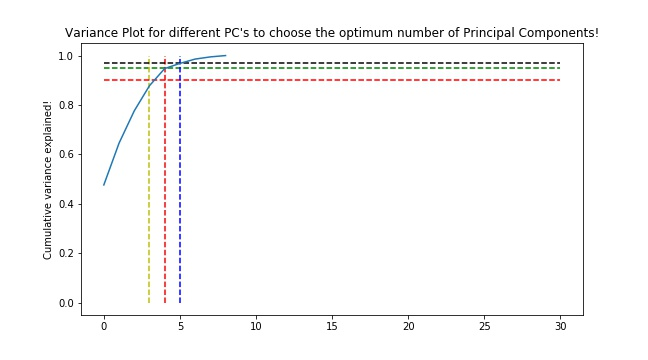 Variance Plot for different PC's to choose the optimum number of Principal Components!
1.0
0.8
0.6
0.4
0.2
0.0
Cumulative variance explained!
0 5 10 15 20 25 30